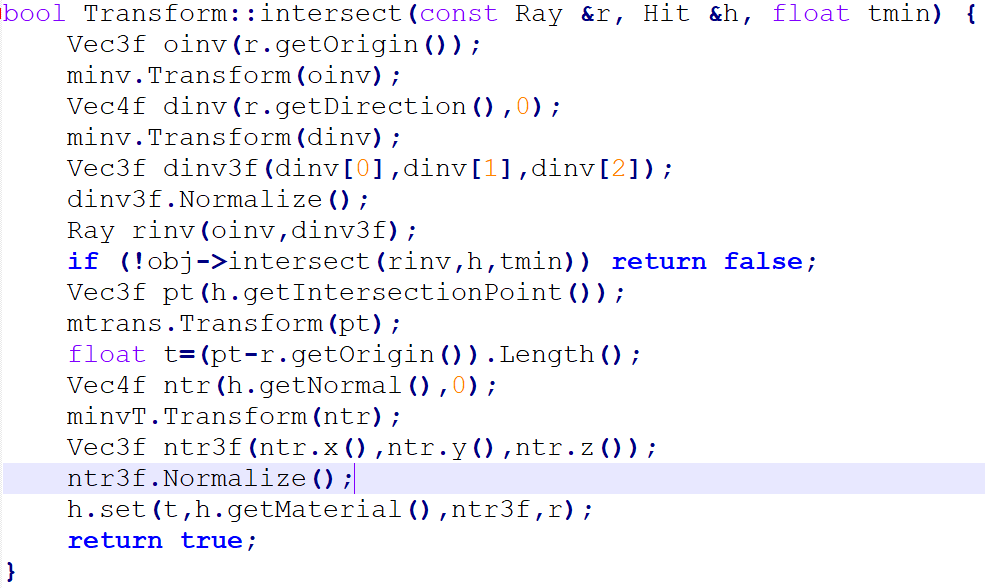 bool Transform::intersect(const Ray &r, Hit &h, float tmin) {
    Vec3f oinv(r.getOrigin());
    minv.Transform(oinv);
    Vec4f dinv(r.getDirection(),0);
    minv.Transform(dinv);
    Vec3f dinv3f(dinv[0],dinv[1],dinv[2]);
    dinv3f.Normalize();
    Ray rinv(oinv,dinv3f);
    if (!obj->intersect(rinv,h,tmin)) return false;
    Vec3f pt(h.getIntersectionPoint());
    mtrans.Transform(pt);
    float t=(pt-r.getOrigin()).Length();
    Vec4f ntr(h.getNormal(),0);
    minvT.Transform(ntr);
    Vec3f ntr3f(ntr.x(),ntr.y(),ntr.z());
    ntr3f.Normalize();
    h.set(t,h.getMaterial(),ntr3f,r);
    return true;
}